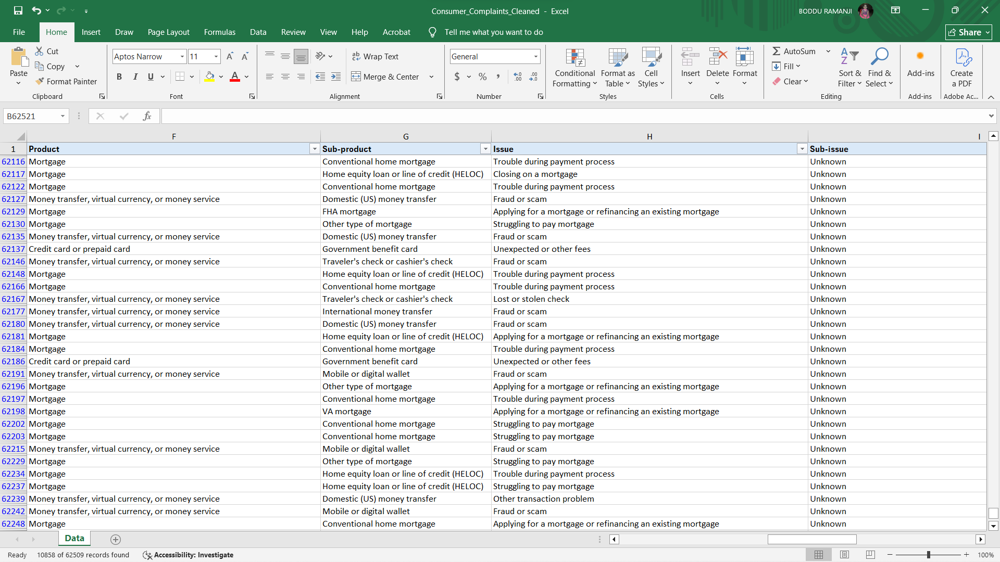 Consumer_Complaints_Cleaned - Excel
BODDU RAMANJI
File Home Insert Draw Page Layout Formulas Data Review View Help Acrobat Tell me what you want to do Share
Paste Cut Copy Format Painter
Clipboard
Aptos Narrow 11 A A
B I U A
Font
ab Wrap Text
Merge & Center
Alignment
General
$ % ,
Number
Conditional Formatting
Format as Table
Cell Styles
Styles
Insert Delete Format
Cells
AutoSum
Fill
Clear
Sort & Filter
Find & Select
Editing
Add-ins
Add-ins
Create a PDF
Adobe Ac...
B62521 fx
F G H I
1 Product Sub-product Issue Sub-issue
62116 Mortgage Conventional home mortgage Trouble during payment process Unknown
62117 Mortgage Home equity loan or line of credit (HELOC) Closing on a mortgage Unknown
62122 Mortgage Conventional home mortgage Trouble during payment process Unknown
62127 Money transfer, virtual currency, or money service Domestic (US) money transfer Fraud or scam Unknown
62129 Mortgage FHA mortgage Applying for a mortgage or refinancing an existing mortgage Unknown
62130 Mortgage Other type of mortgage Struggling to pay mortgage Unknown
62135 Money transfer, virtual currency, or money service Domestic (US) money transfer Fraud or scam Unknown
62137 Credit card or prepaid card Government benefit card Unexpected or other fees Unknown
62146 Money transfer, virtual currency, or money service Traveler's check or cashier's check Fraud or scam Unknown
62148 Mortgage Home equity loan or line of credit (HELOC) Trouble during payment process Unknown
62166 Mortgage Conventional home mortgage Trouble during payment process Unknown
62167 Money transfer, virtual currency, or money service Traveler's check or cashier's check Lost or stolen check Unknown
62177 Money transfer, virtual currency, or money service International money transfer Fraud or scam Unknown
62180 Money transfer, virtual currency, or money service Domestic (US) money transfer Fraud or scam Unknown
62181 Mortgage Home equity loan or line of credit (HELOC) Applying for a mortgage or refinancing an existing mortgage Unknown
62184 Mortgage Conventional home mortgage Trouble during payment process Unknown
62186 Credit card or prepaid card Government benefit card Unexpected or other fees Unknown
62191 Money transfer, virtual currency, or money service Mobile or digital wallet Fraud or scam Unknown
62196 Mortgage Other type of mortgage Applying for a mortgage or refinancing an existing mortgage Unknown
62197 Mortgage Conventional home mortgage Trouble during payment process Unknown
62198 Mortgage VA mortgage Applying for a mortgage or refinancing an existing mortgage Unknown
62202 Mortgage Conventional home mortgage Struggling to pay mortgage Unknown
62203 Mortgage Conventional home mortgage Struggling to pay mortgage Unknown
62215 Money transfer, virtual currency, or money service Mobile or digital wallet Fraud or scam Unknown
62229 Mortgage Other type of mortgage Struggling to pay mortgage Unknown
62234 Mortgage Home equity loan or line of credit (HELOC) Trouble during payment process Unknown
62237 Mortgage Home equity loan or line of credit (HELOC) Struggling to pay mortgage Unknown
62239 Money transfer, virtual currency, or money service Domestic (US) money transfer Other transaction problem Unknown
62242 Money transfer, virtual currency, or money service Mobile or digital wallet Fraud or scam Unknown
62248 Mortgage Conventional home mortgage Applying for a mortgage or refinancing an existing mortgage Unknown
Data
Ready 10858 of 62509 records found Accessibility: Investigate 100%